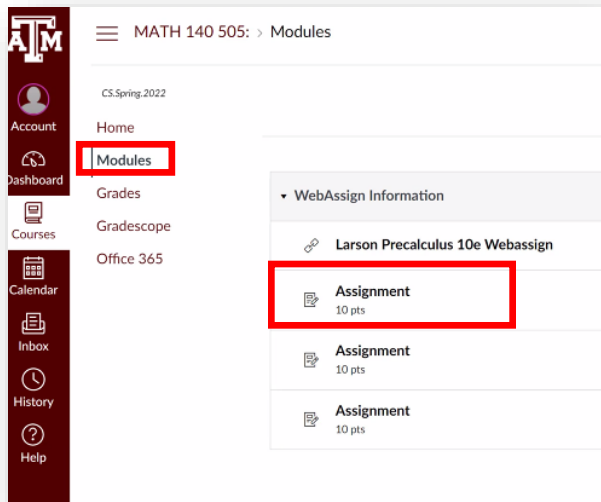 ATM
MATH 140 505: > Modules
CS.Spring.2022
Account
Dashboard
Courses
Calendar
Inbox
History
Help
Home
Modules
Grades
Gradescope
Office 365
WebAssign Information
Larson Precalculus 10e Webassign
Assignment
10 pts
Assignment
10 pts
Assignment
10 pts